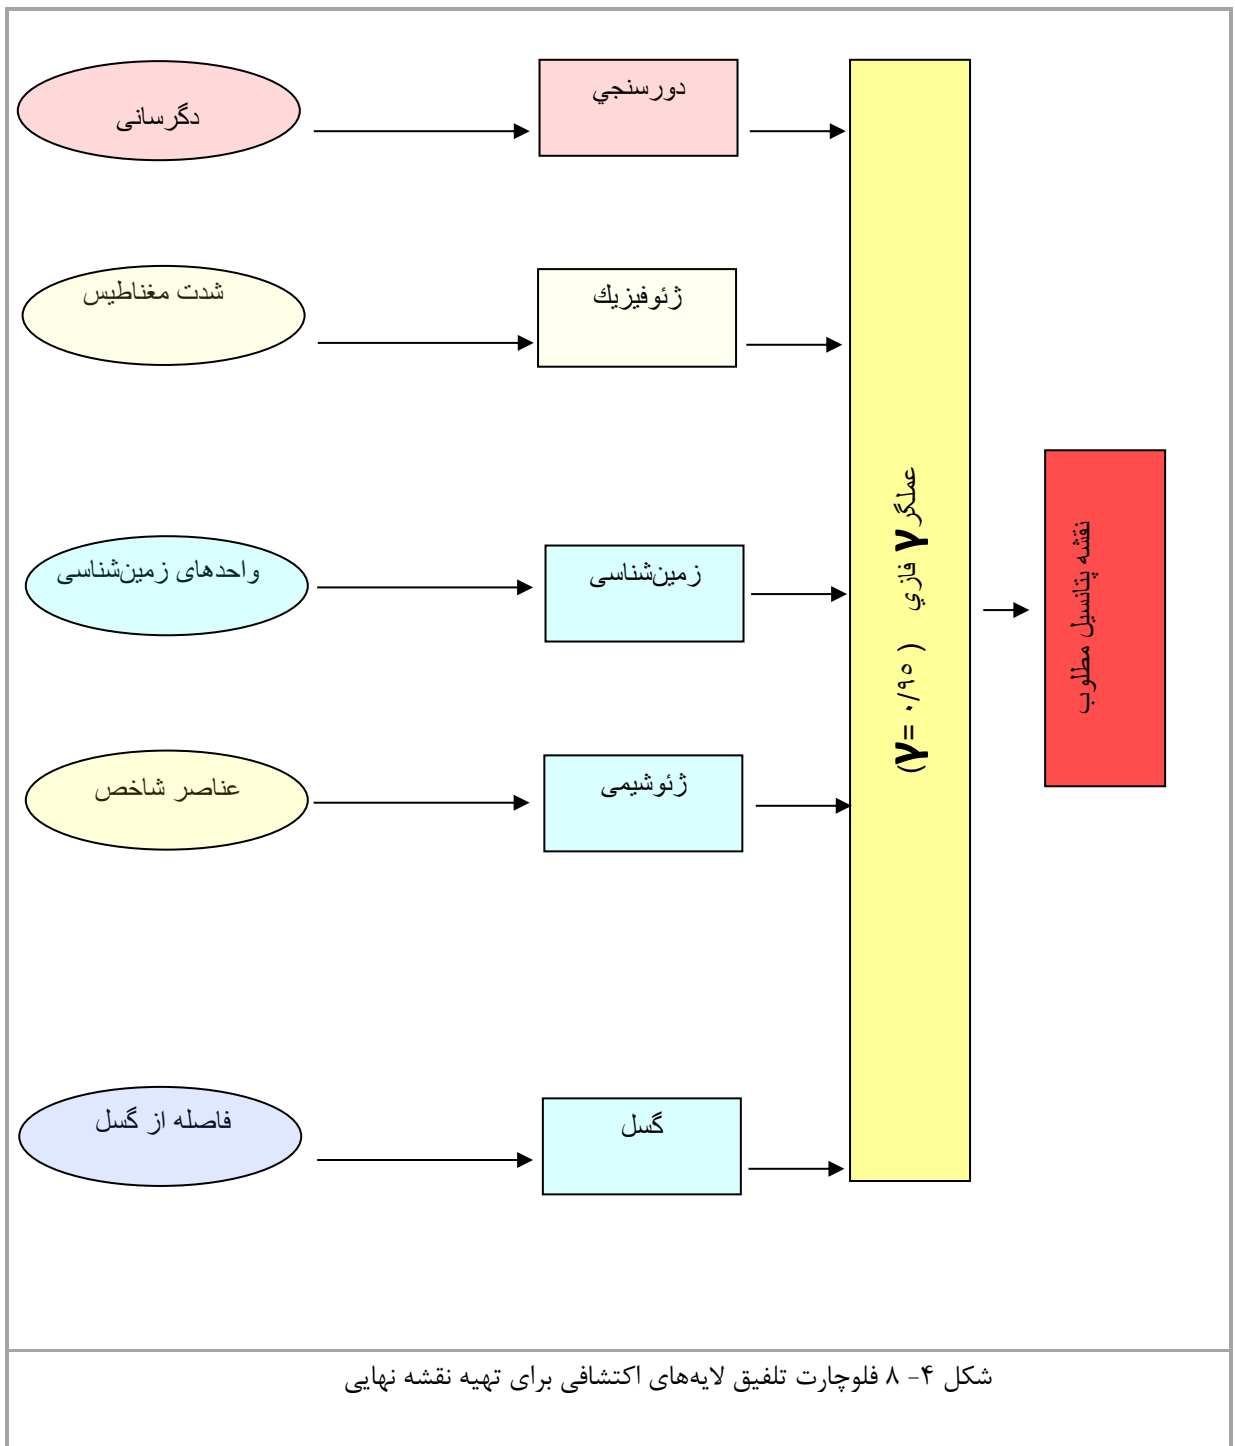 دگرسانی
دورسنجي
شدت مغناطيس
ژئوفيزيك
واحدهای زمین‌شناسی
زمین‌شناسی
عناصر شاخص
ژئوشیمی
فاصله از گسل
گسل
عملگر γ فازي ( ۰/۹۵ =γ)
نقشه پتانسیل مطلوب
شکل ۴- ۸ فلوچارت تلفیق لایه‌های اکتشافی برای تهیه نقشه نهایی